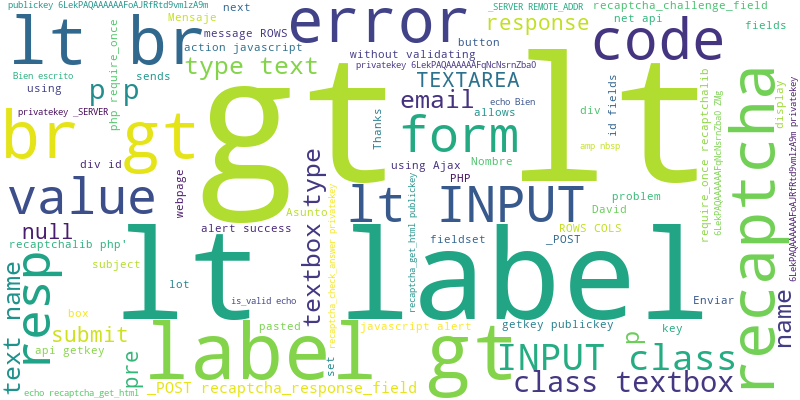 publickey 6LekPAQAAAAAAFoAJRfRtd9vmlzA9m
next
error
_SERVER REMOTE_ADDR
recaptcha_challenge_field
lt br
Mensaje
message ROWS
response
net api
fields
action javascript
without validating
button
code
Bien escrito
sends
type text
privatekey 6LekPAQAAAAAAFqNcNsrnZba0
TEXTAREA
using
p p
php require_once
gt
lt
email
echo Bien
allows
div
id fields
recaptcha
display
privatekey _SERVER
br gt
Thanks
form
amp nbsp
require_once recaptchalib
6LekPAQAAAAAAFqNcNsrnZba0 ZMg
6LekPAQAAAAAAFoAJRfRtd9vmlzA9m privatekey
div id
using Ajax
Nombre
PHP
problem
value
webpage
textbox type
lt INPUT
Asunto
David
null
alert success
recaptcha_check_answer privatekey
recaptcha_get_html publickey
ROWS COLS
recaptchalib php'
lt
label
fieldset
_POST
subject
resp
text name
lot
is_valid echo
Enviar
name
box
submit
pasted
javascript alert
getkey publickey
key
api getkey
pre
label gt
set
INPUT class
p
echo recaptcha_get_html
_POST recaptcha_response_field
class textbox